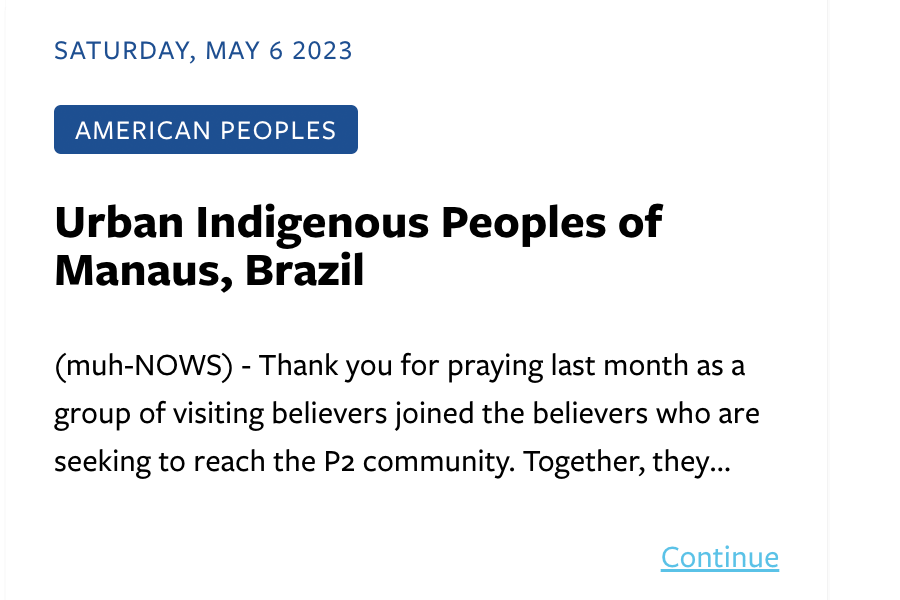 SATURDAY, MAY 6 2023
AMERICAN PEOPLES
Urban Indigenous Peoples of
Manaus, Brazil
(muh-NOWS) - Thank you for praying last month as a
group of visiting believers joined the believers who are
seeking to reach the P2 community. Together, they...
Continue